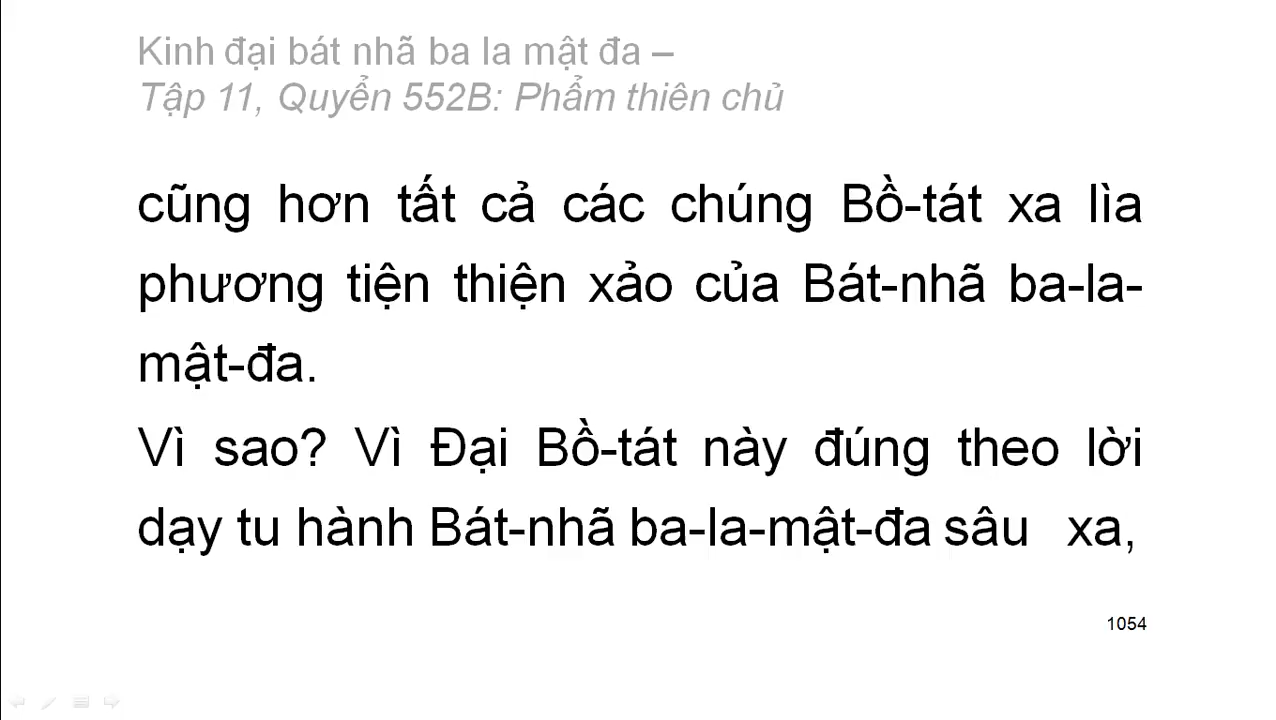 Kinh đại bát nhã ba la mật đa –
Tập 11, Quyển 552B: Phẩm thiên chủ
cũng hơn tất cả các chúng Bồ-tát xa lìa
phương tiện thiện xảo của Bát-nhã ba-la-
mật-đa.
Vì sao? Vì Đại Bồ-tát này đúng theo lời
dạy tu hành Bát-nhã ba-la-mật-đa sâu xa,
1054